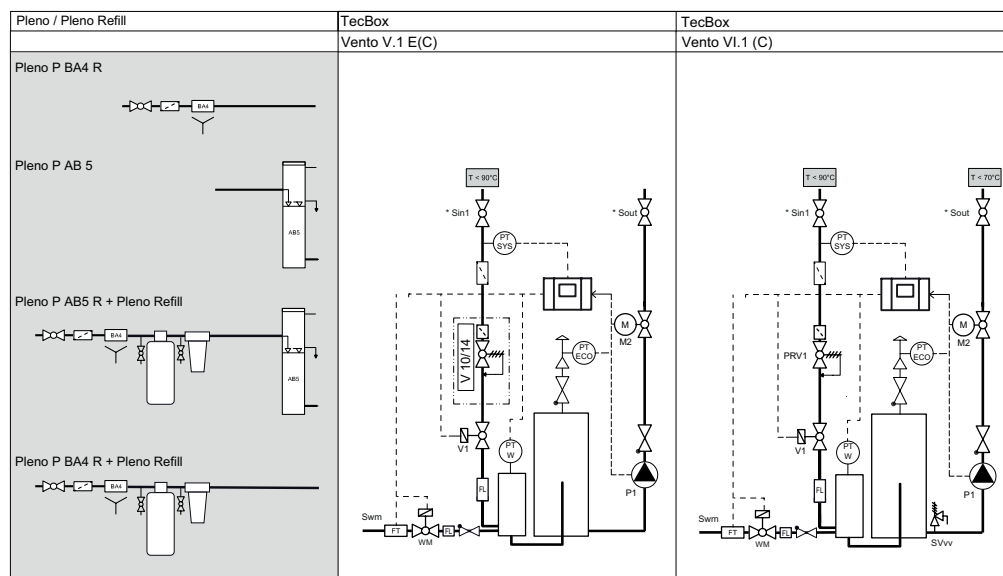 Pleno / Pleno Refill
TecBox
TecBox
Vento V.1 E(C)
Vento VI.1 (C)
Pleno P BA4 R
BA4
Pleno P AB 5
AB5
Pleno P AB5 R + Pleno Refill
BA4
AB5
Pleno P BA4 R + Pleno Refill
BA4
T < 90°C
* Sin1
* Sout
PT
SYS
M
M2
V 10/14
PT
ECO
V1
PT
W
FL
P1
Swm
FT
WM
FL
T < 90°C
T < 70°C
* Sin1
* Sout
PT
SYS
M
M2
PRV1
PT
ECO
V1
PT
W
FL
P1
Swm
FT
WM
FL
SVvv